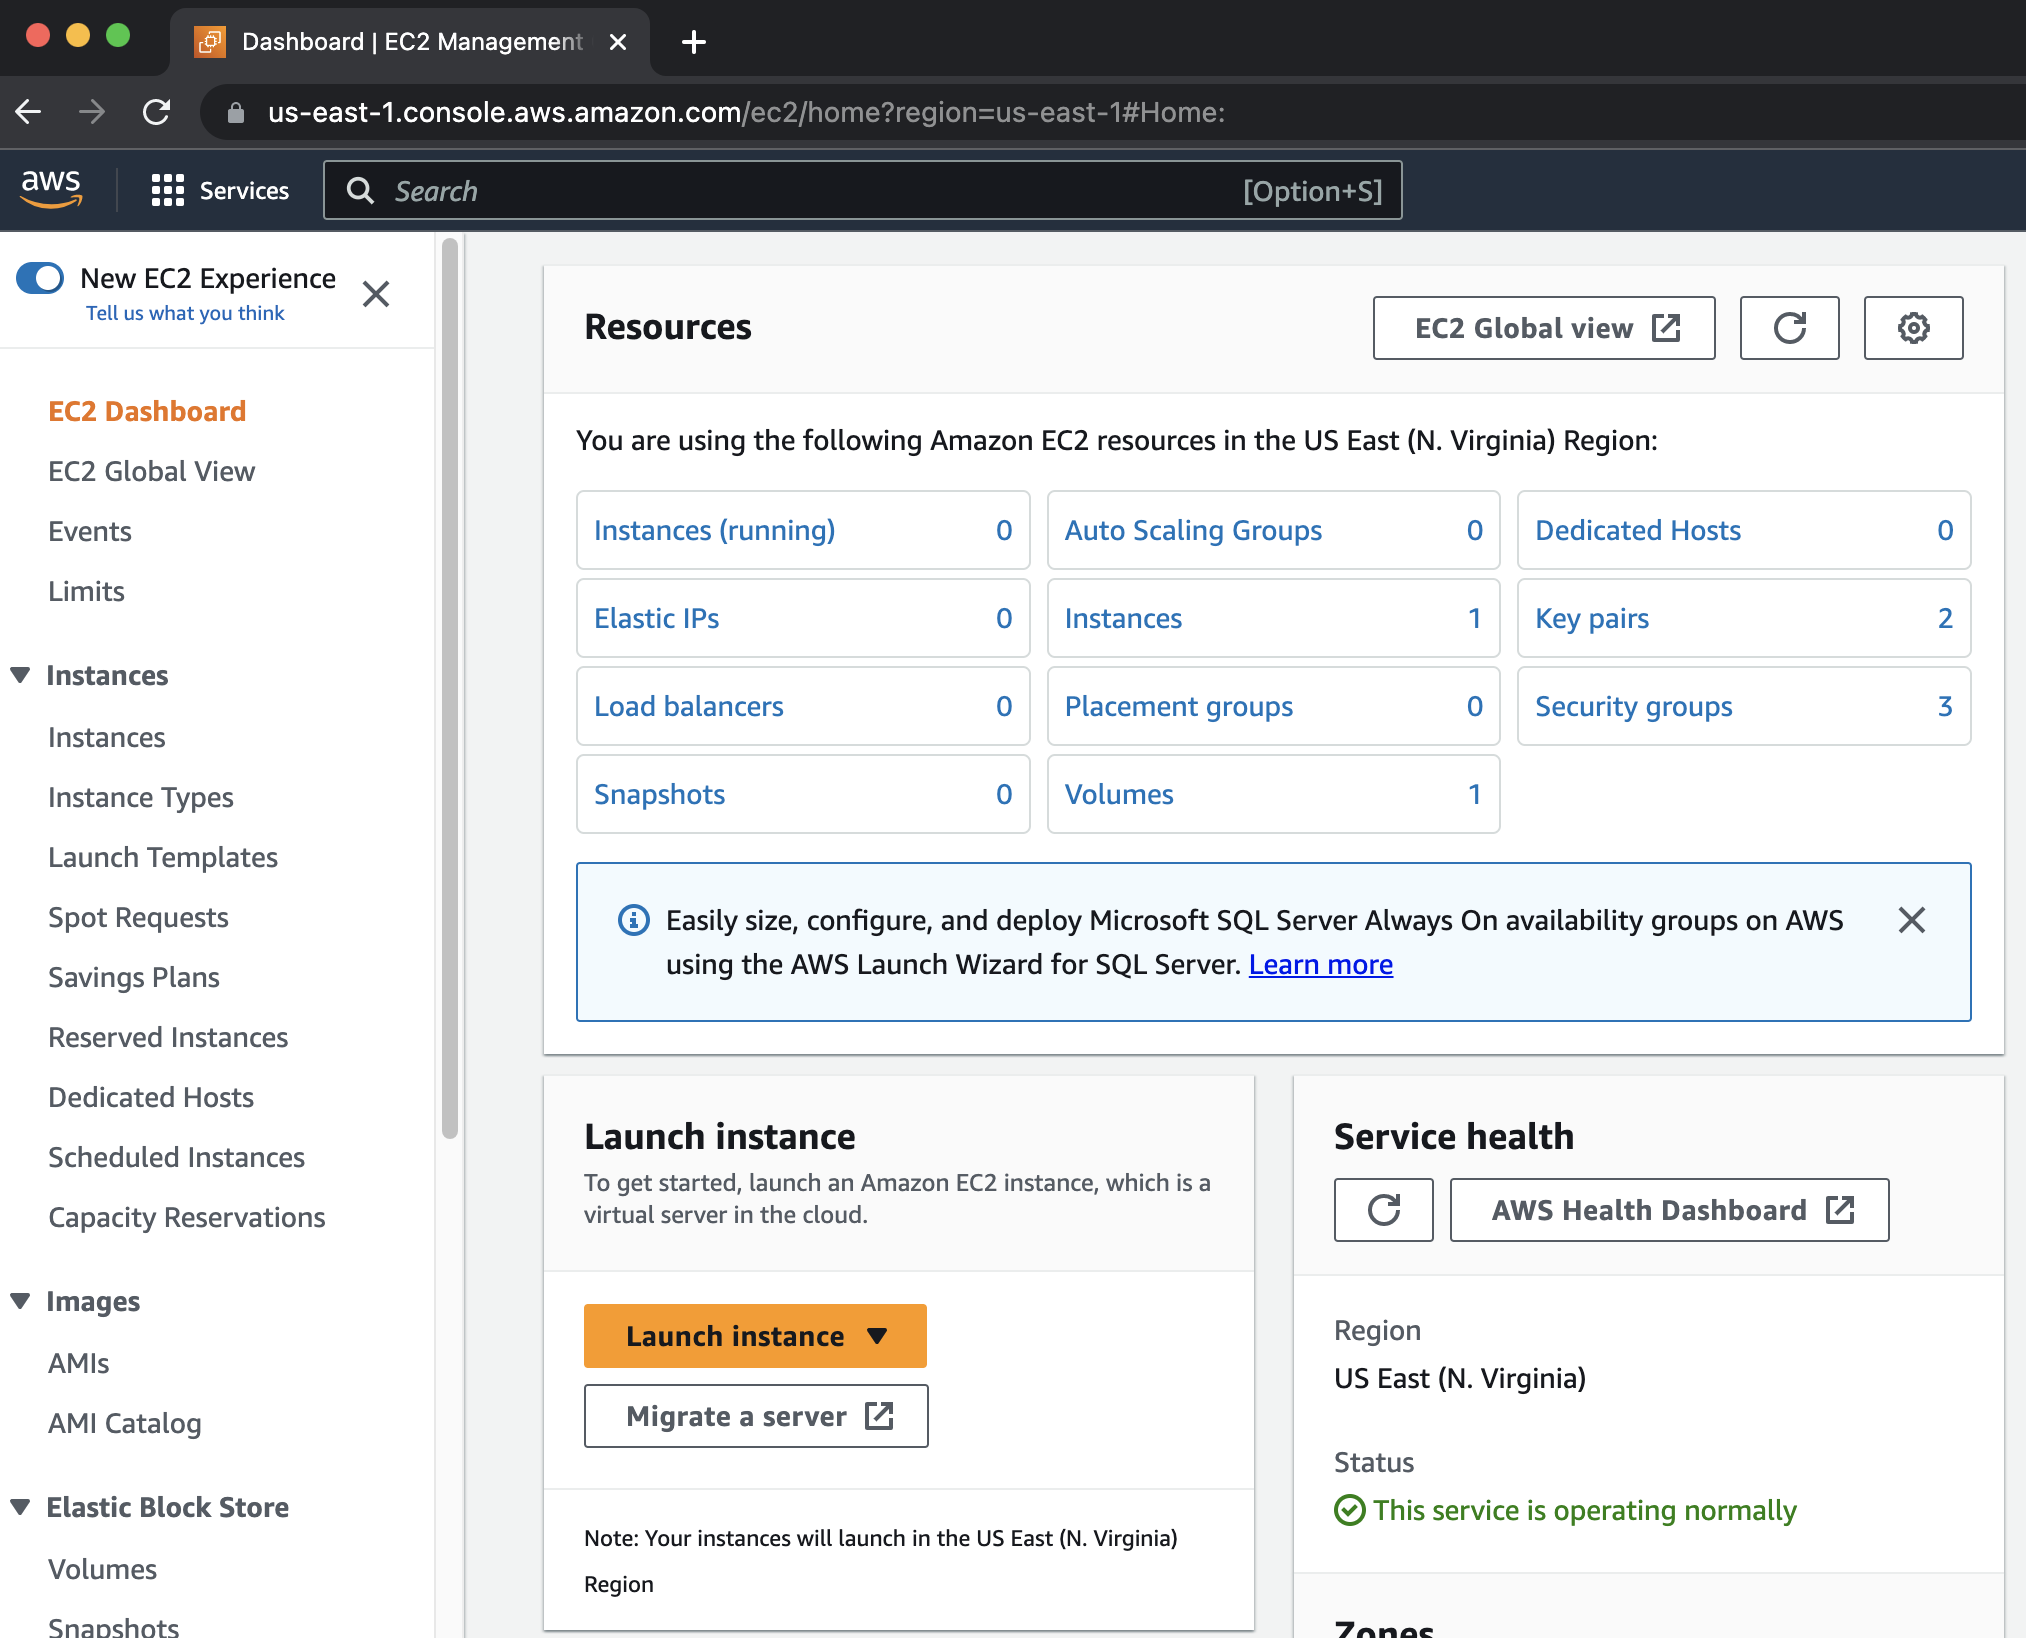 Dashboard | EC2 Management
us-east-1.console.aws.amazon.com/ec2/home?region=us-east-1#Home:
aws
Services
Search
[Option+S]
New EC2 Experience
Tell us what you think
EC2 Dashboard
EC2 Global View
Events
Limits
Instances
Instances
Instance Types
Launch Templates
Spot Requests
Savings Plans
Reserved Instances
Dedicated Hosts
Scheduled Instances
Capacity Reservations
Images
AMIs
AMI Catalog
Elastic Block Store
Volumes
Snapshots
Resources
EC2 Global view
You are using the following Amazon EC2 resources in the US East (N. Virginia) Region:
Instances (running) 0
Auto Scaling Groups 0
Dedicated Hosts 0
Elastic IPs 0
Instances 1
Key pairs 2
Load balancers 0
Placement groups 0
Security groups 3
Snapshots 0
Volumes 1
Easily size, configure, and deploy Microsoft SQL Server Always On availability groups on AWS
using the AWS Launch Wizard for SQL Server. Learn more
Launch instance
To get started, launch an Amazon EC2 instance, which is a
virtual server in the cloud.
Launch instance
Migrate a server
Note: Your instances will launch in the US East (N. Virginia)
Region
Service health
AWS Health Dashboard
Region
US East (N. Virginia)
Status
This service is operating normally
Zones